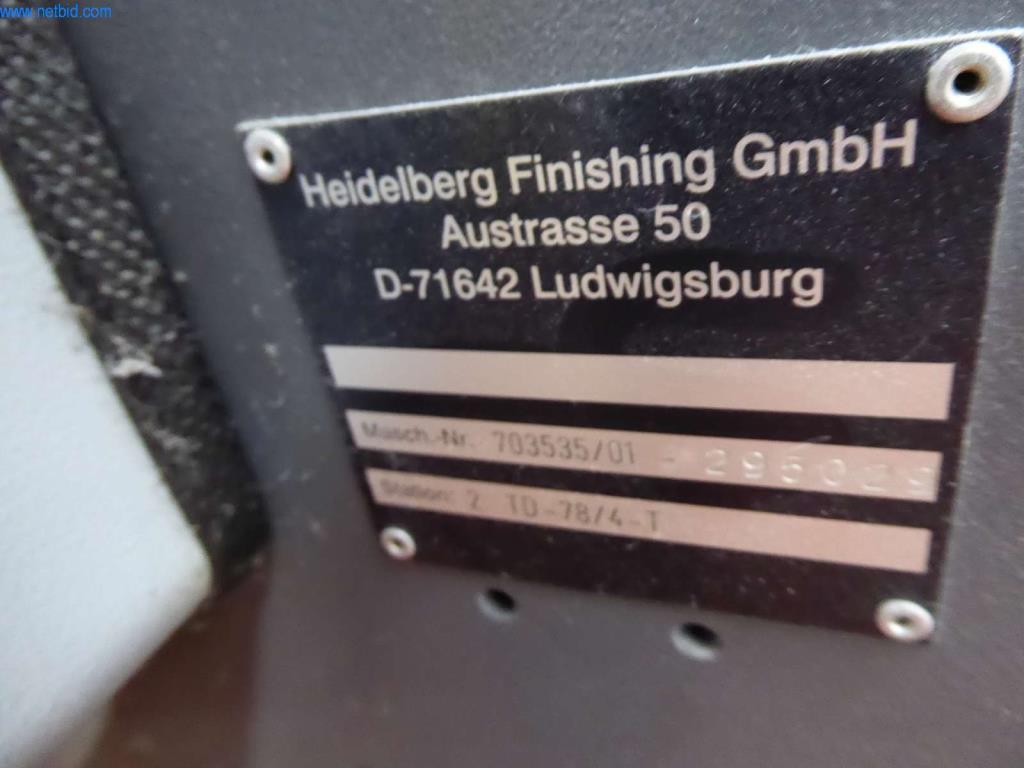 www.netbid.com
Heidelberg Finishing GmbH
Austrasse 50
D-71642 Ludwigsburg
Masch.-Nr. 703535/01 -
Station: 2 TD-78/4-T